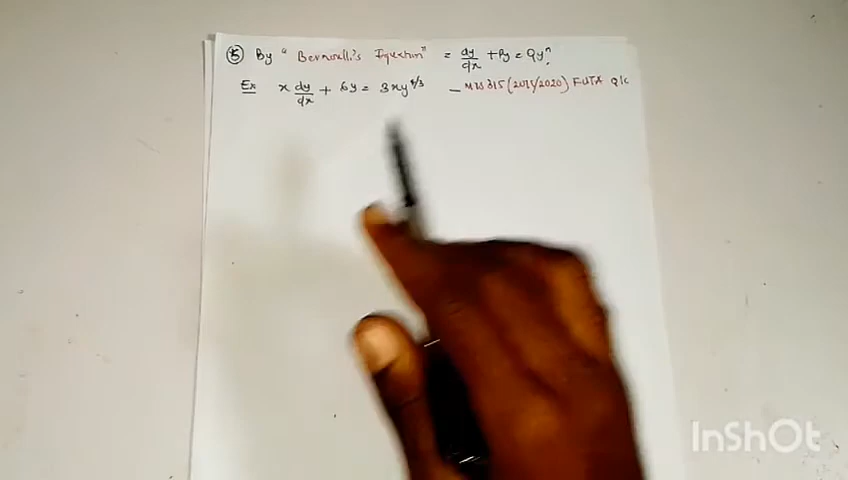 ⑤ By "Bernoulli's Equation" = dy/dx + Py = Qyⁿ.
Ex x dy/dx + 6y = 3xy^4/3 – MTS 315 (2019/2020) FUTA Q1c
InShOt